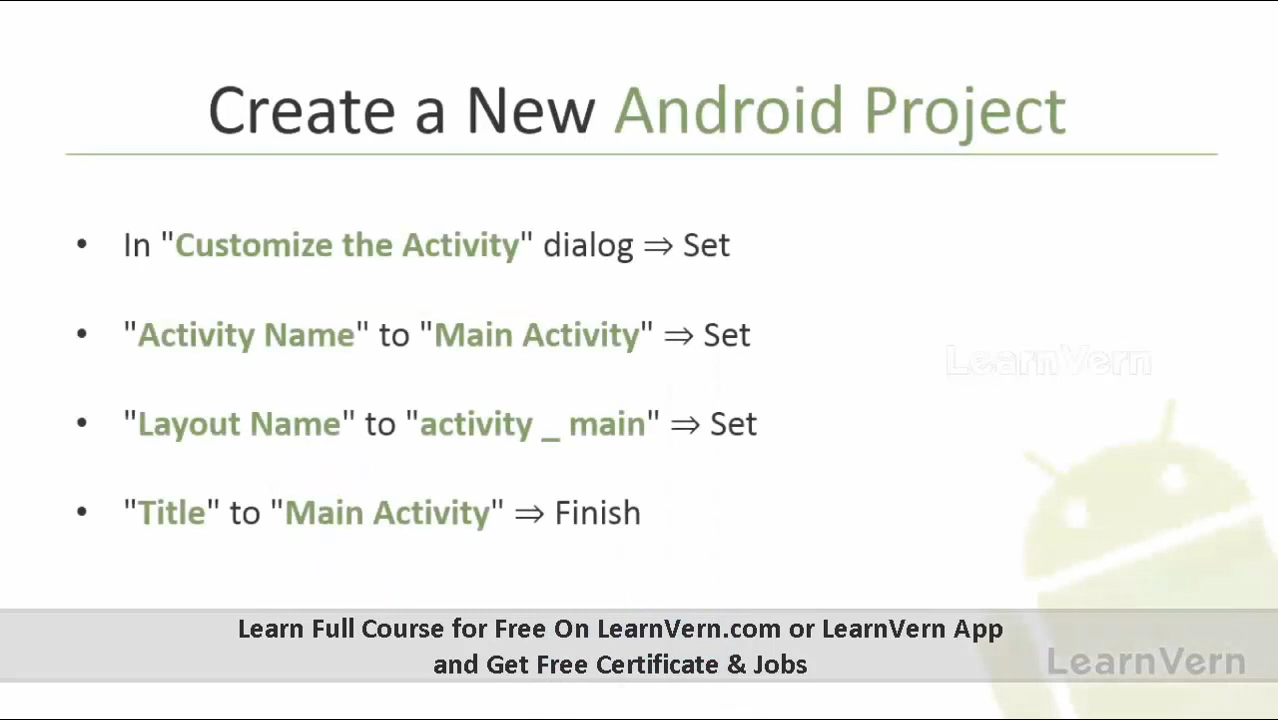 Create a New Android Project
• In "Customize the Activity" dialog ⇒ Set
• "Activity Name" to "Main Activity" ⇒ Set
• "Layout Name" to "activity _ main" ⇒ Set
• "Title" to "Main Activity" ⇒ Finish
LearnVern
Learn Full Course for Free On LearnVern.com or LearnVern App
and Get Free Certificate & Jobs
LearnVern